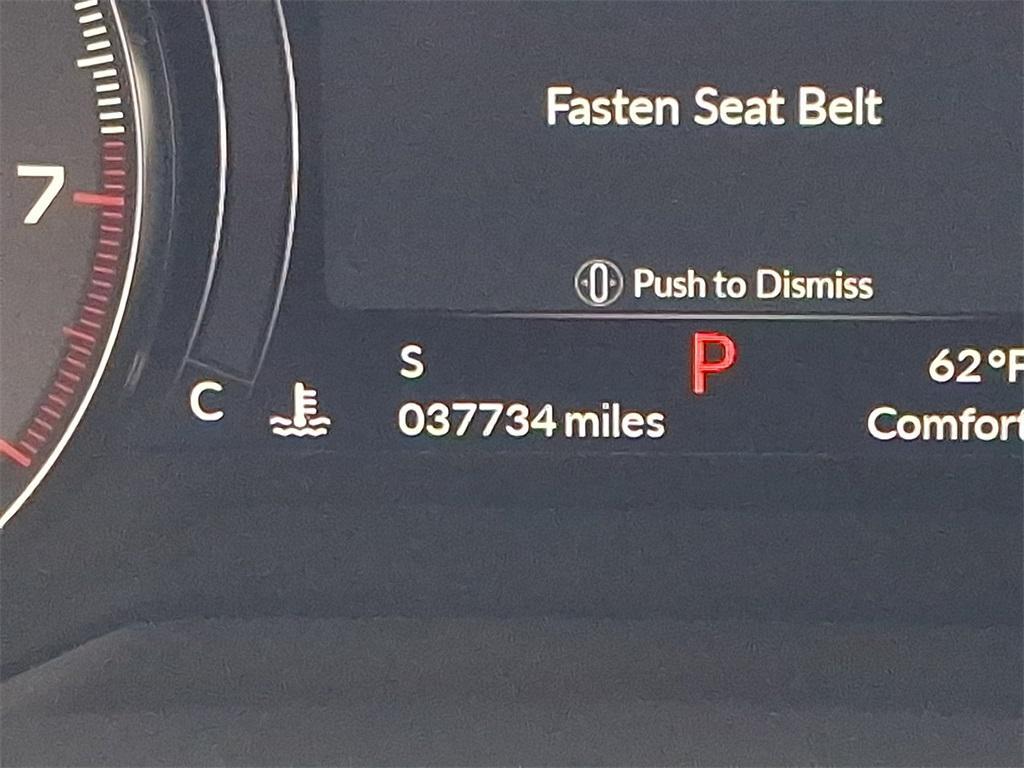 Fasten Seat Belt
7
Push to Dismiss
S
P
62°F
C
037734 miles
Comfort